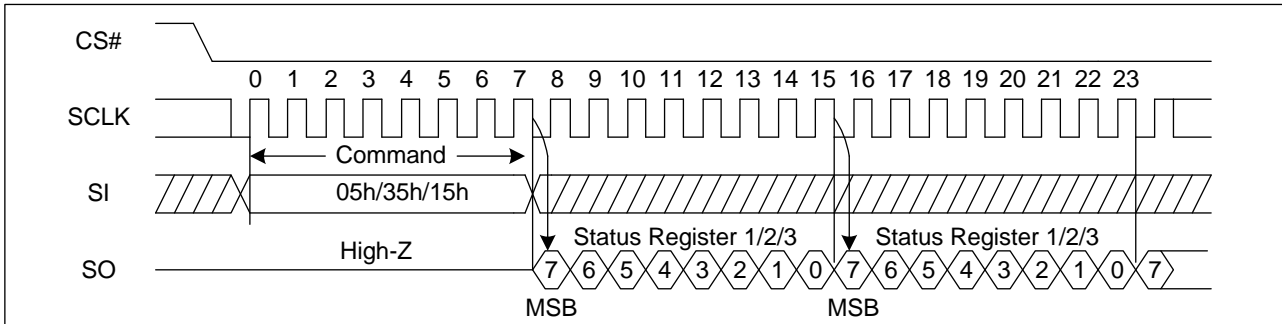 CS#
0 1 2 3 4 5 6 7 8 9 10 11 12 13 14 15 16 17 18 19 20 21 22 23
SCLK
Command
SI
05h/35h/15h
High-Z
Status Register 1/2/3 Status Register 1/2/3
SO
7 6 5 4 3 2 1 0 7 6 5 4 3 2 1 0 7
MSB MSB